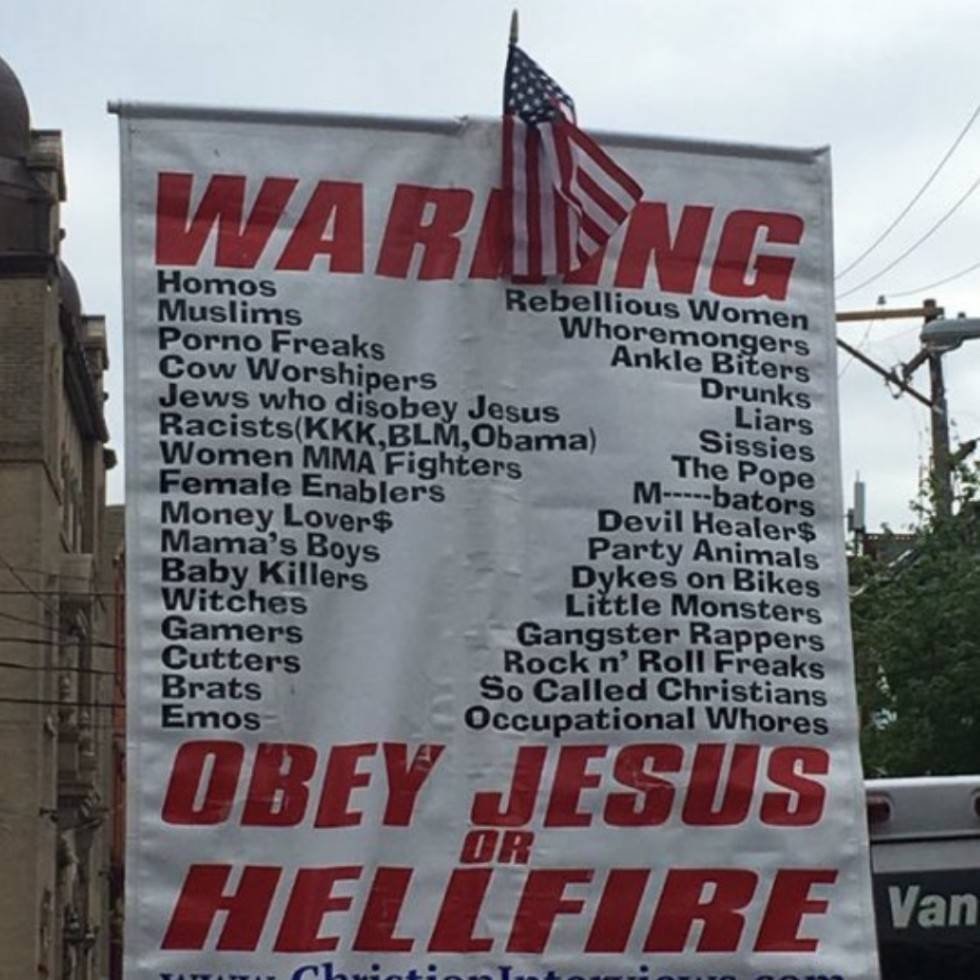 WARNING
Homos
Muslims
Porno Freaks
Cow Worshipers
Jews who disobey Jesus
Racists(KKK,BLM,Obama)
Women MMA Fighters
Female Enablers
Money Lover$
Mama's Boys
Baby Killers
Witches
Gamers
Cutters
Brats
Emos
Rebellious Women
Whoremongers
Ankle Biters
Drunks
Liars
Sissies
The Pope
M-----bators
Devil Healer$
Party Animals
Dykes on Bikes
Little Monsters
Gangster Rappers
Rock n' Roll Freaks
So Called Christians
Occupational Whores
OBEY JESUS
OR
HELLFIRE
www.ChristianInterviews.com
Van